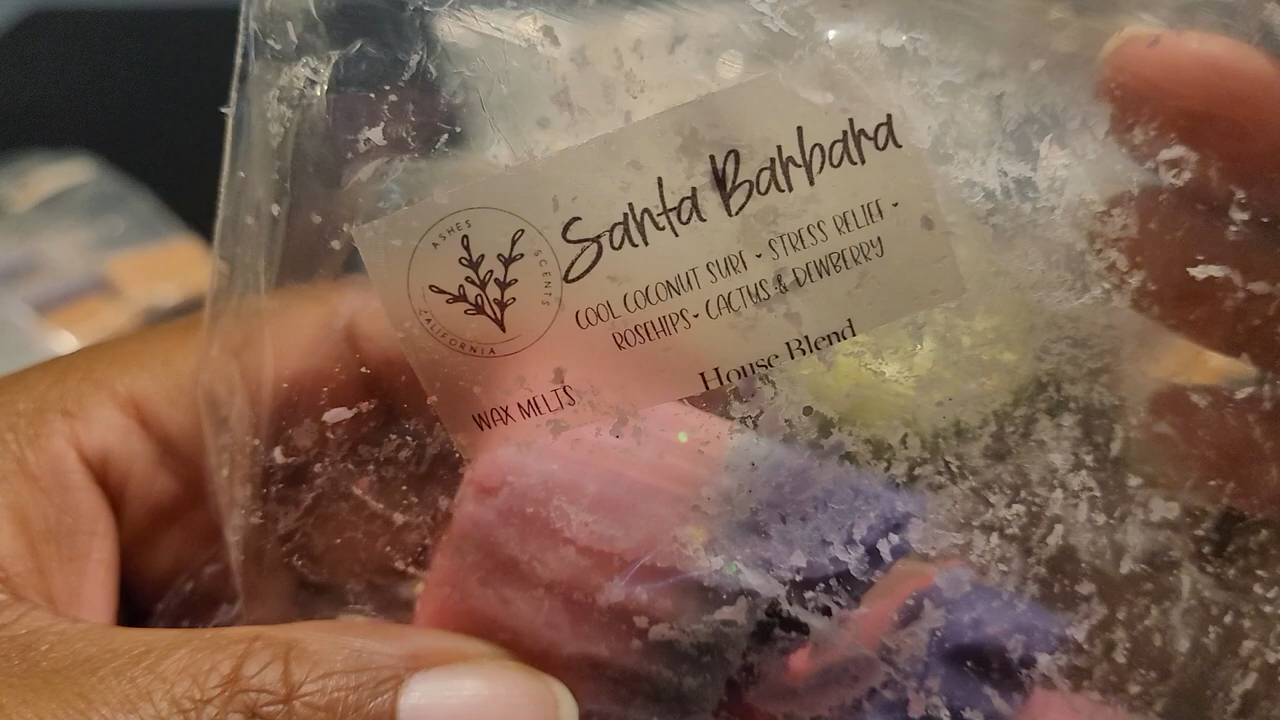 Santa Barbara
COOL COCONUT SURF • STRESS RELIEF •
ROSEHIPS • CACTUS & DEWBERRY
House Blend
WAX MELTS
ASHES
SCENTS
CALIFORNIA